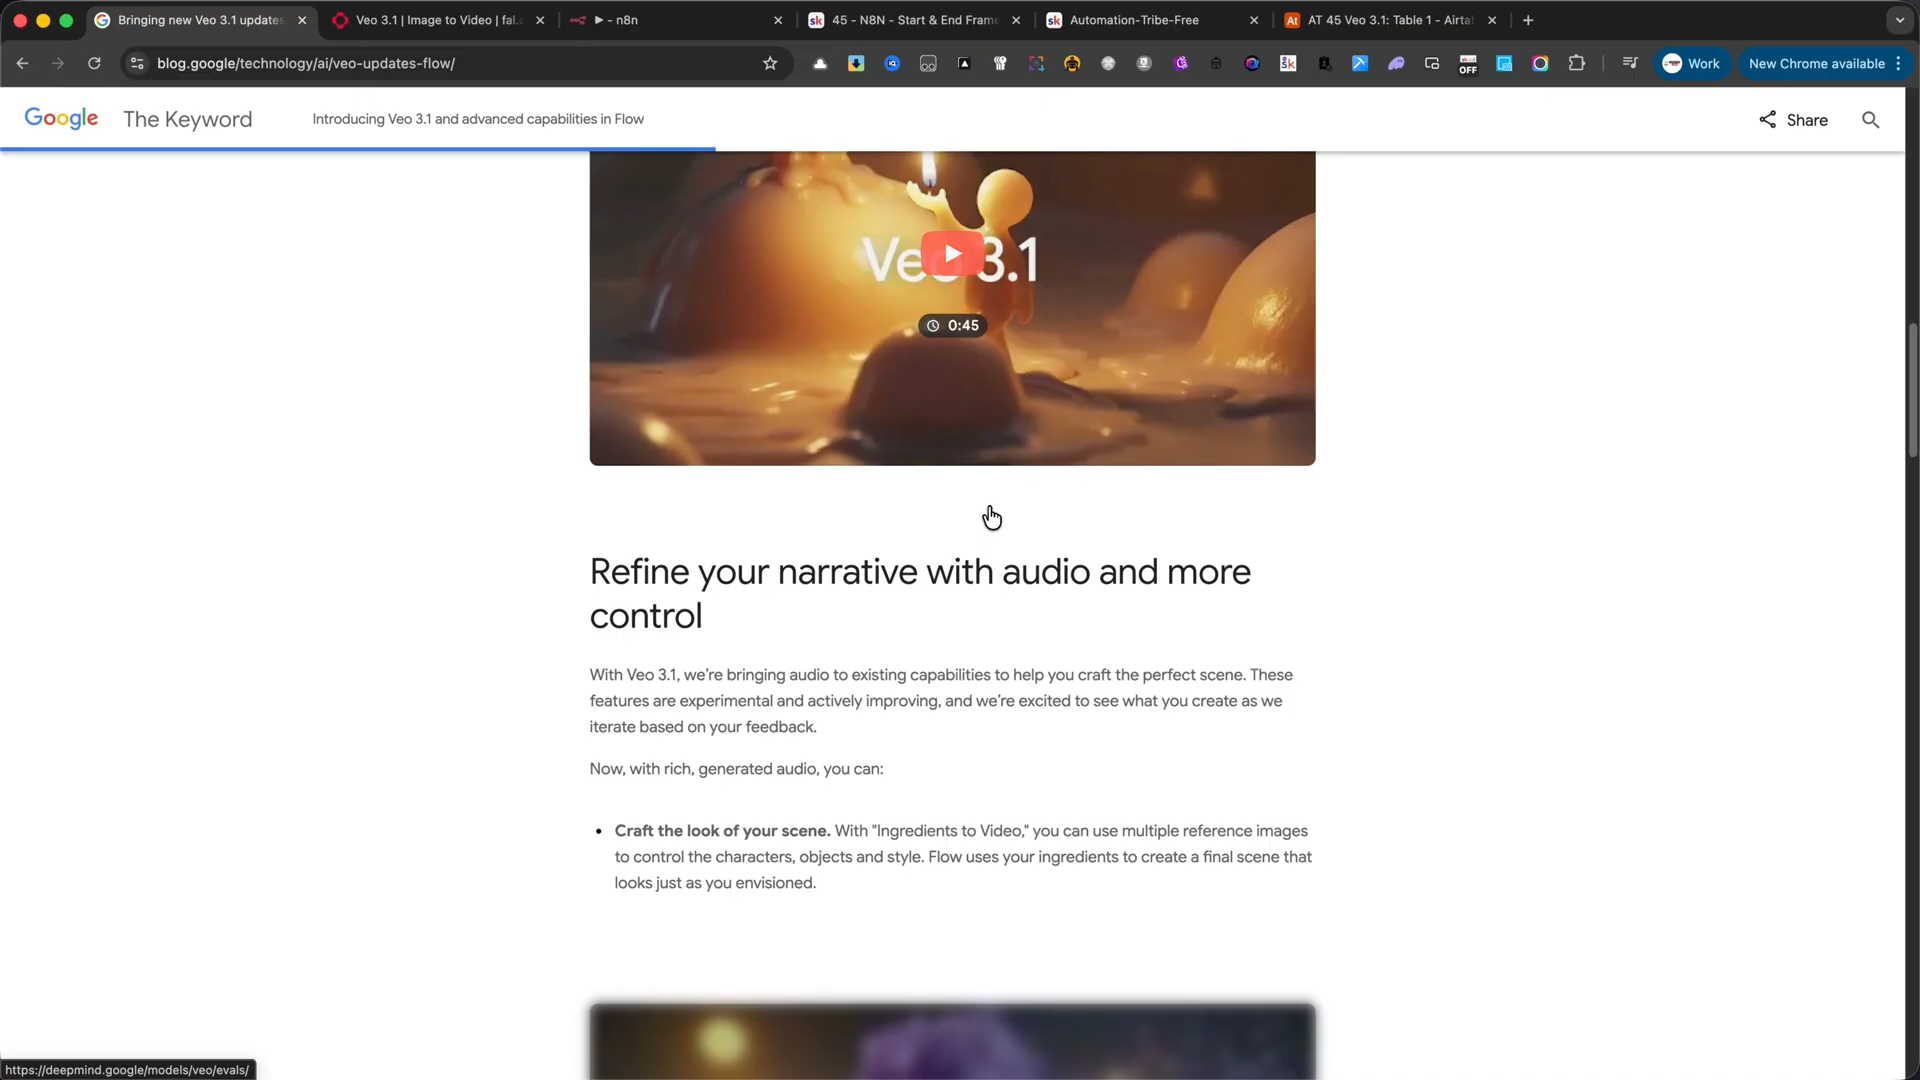 Bringing new Veo 3.1 updates
Veo 3.1 | Image to Video | fal.
- n8n
45 - N8N - Start & End Frame
Automation-Tribe-Free
AT 45 Veo 3.1: Table 1 - Airta
blog.google/technology/ai/veo-updates-flow/
OFF
Work
New Chrome available
Google The Keyword
Introducing Veo 3.1 and advanced capabilities in Flow
Share
Veo 3.1
0:45
Refine your narrative with audio and more
control
With Veo 3.1, we're bringing audio to existing capabilities to help you craft the perfect scene. These
features are experimental and actively improving, and we're excited to see what you create as we
iterate based on your feedback.
Now, with rich, generated audio, you can:
• Craft the look of your scene. With "Ingredients to Video," you can use multiple reference images
to control the characters, objects and style. Flow uses your ingredients to create a final scene that
looks just as you envisioned.
https://deepmind.google/models/veo/evals/